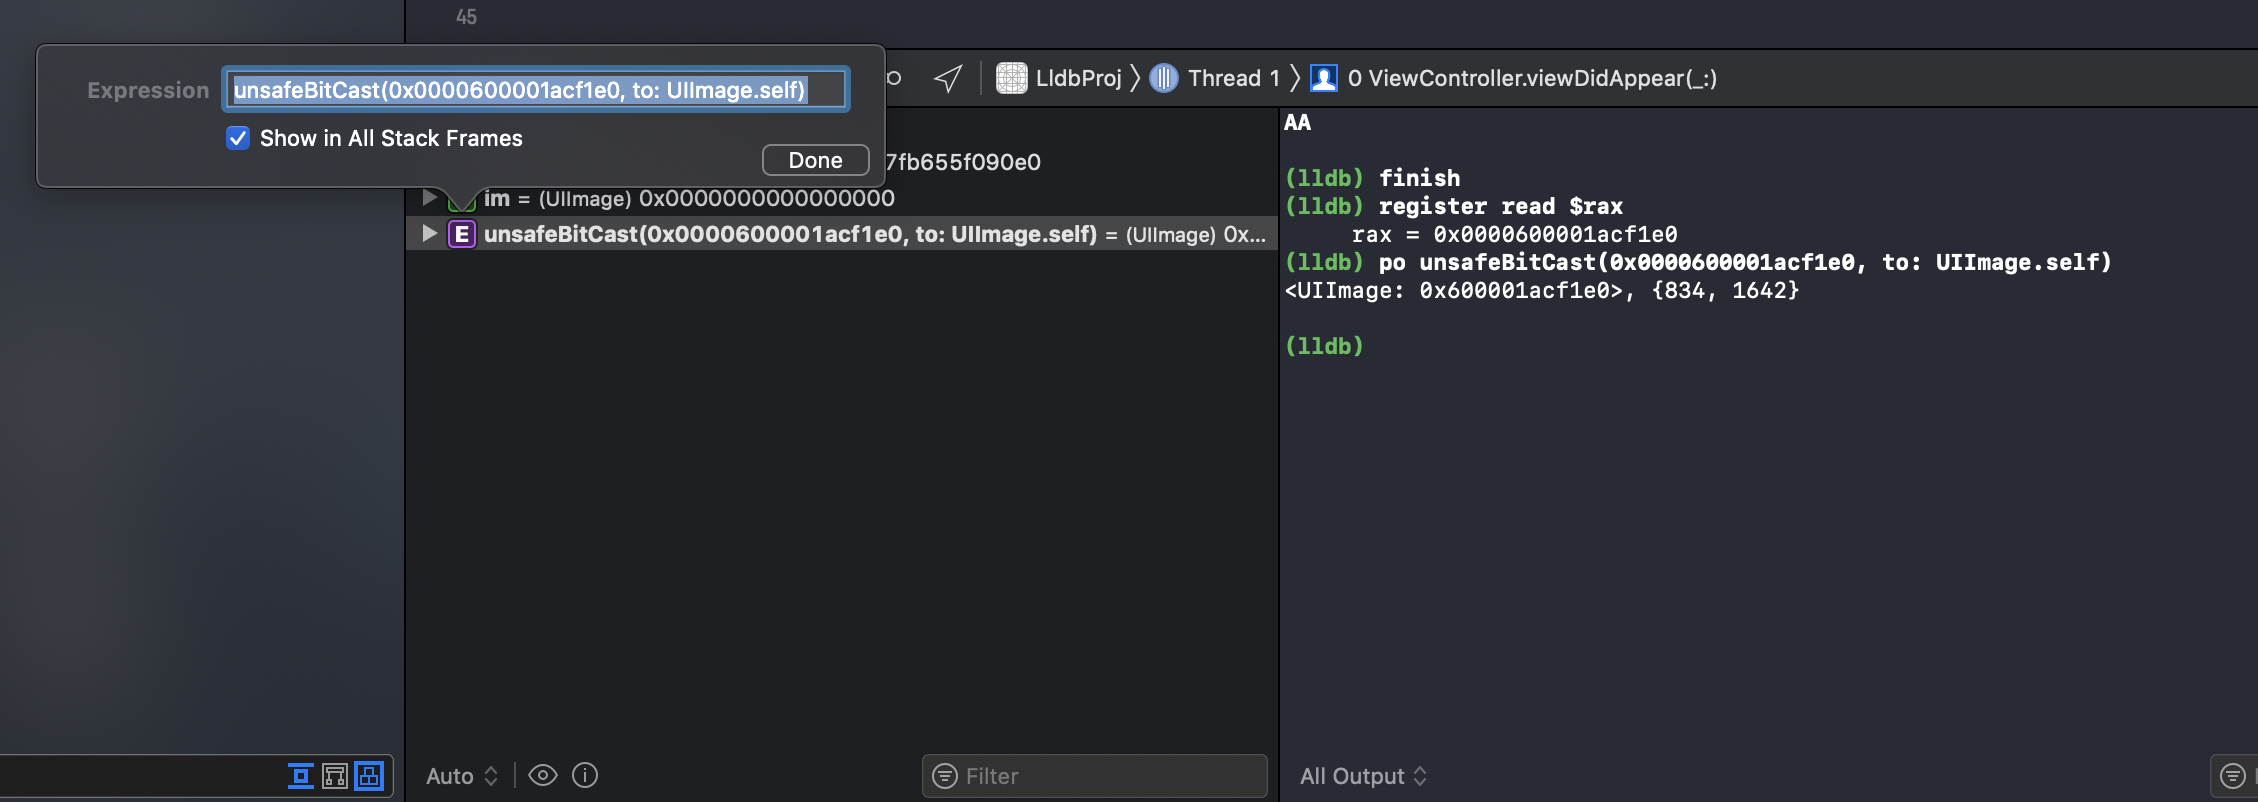 45
Expression unsafeBitCast(0x0000600001acf1e0, to: UIImage.self)
Show in All Stack Frames
Done
LldbProj Thread 1 0 ViewController.viewDidAppear(_:)
7fb655f090e0
im = (UIImage) 0x0000000000000000
E unsafeBitCast(0x0000600001acf1e0, to: UIImage.self) = (UIImage) 0x...
AA
(lldb) finish
(lldb) register read $rax
rax = 0x0000600001acf1e0
(lldb) po unsafeBitCast(0x0000600001acf1e0, to: UIImage.self)
<UIImage: 0x600001acf1e0>, {834, 1642}
(lldb)
Auto
Filter
All Output